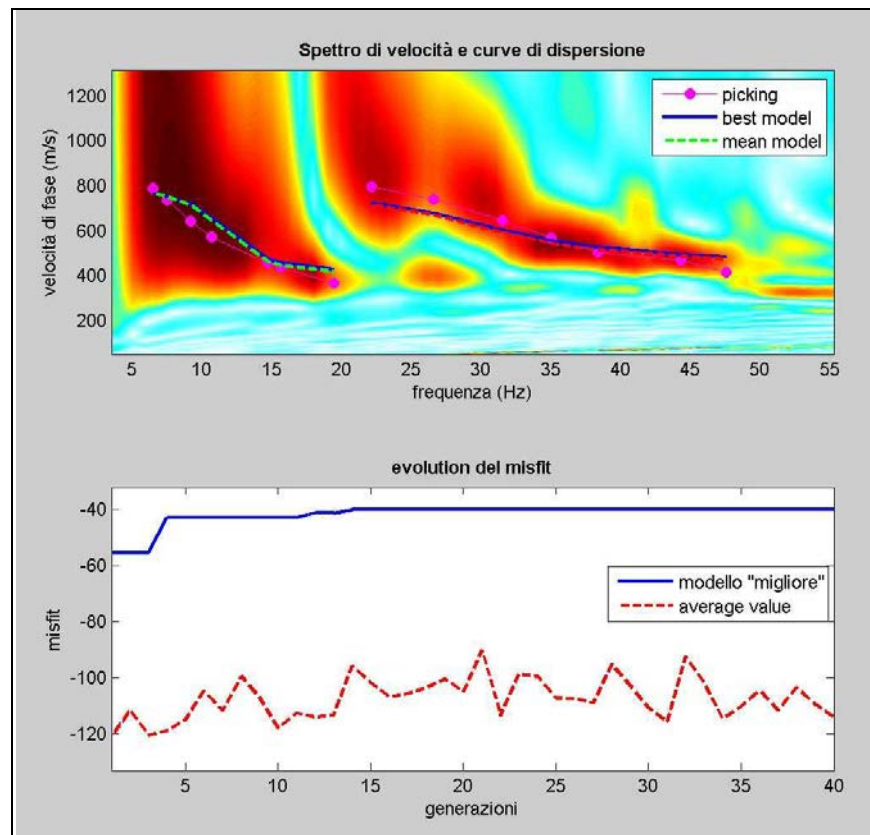 Spettro di velocità e curve di dispersione
1200
1000
800
600
400
200
velocità di fase (m/s)
picking
best model
mean model
5 10 15 20 25 30 35 40 45 50 55
frequenza (Hz)
evolution del misfit
-40
-60
-80
-100
-120
misfit
modello "migliore"
average value
5 10 15 20 25 30 35 40
generazioni